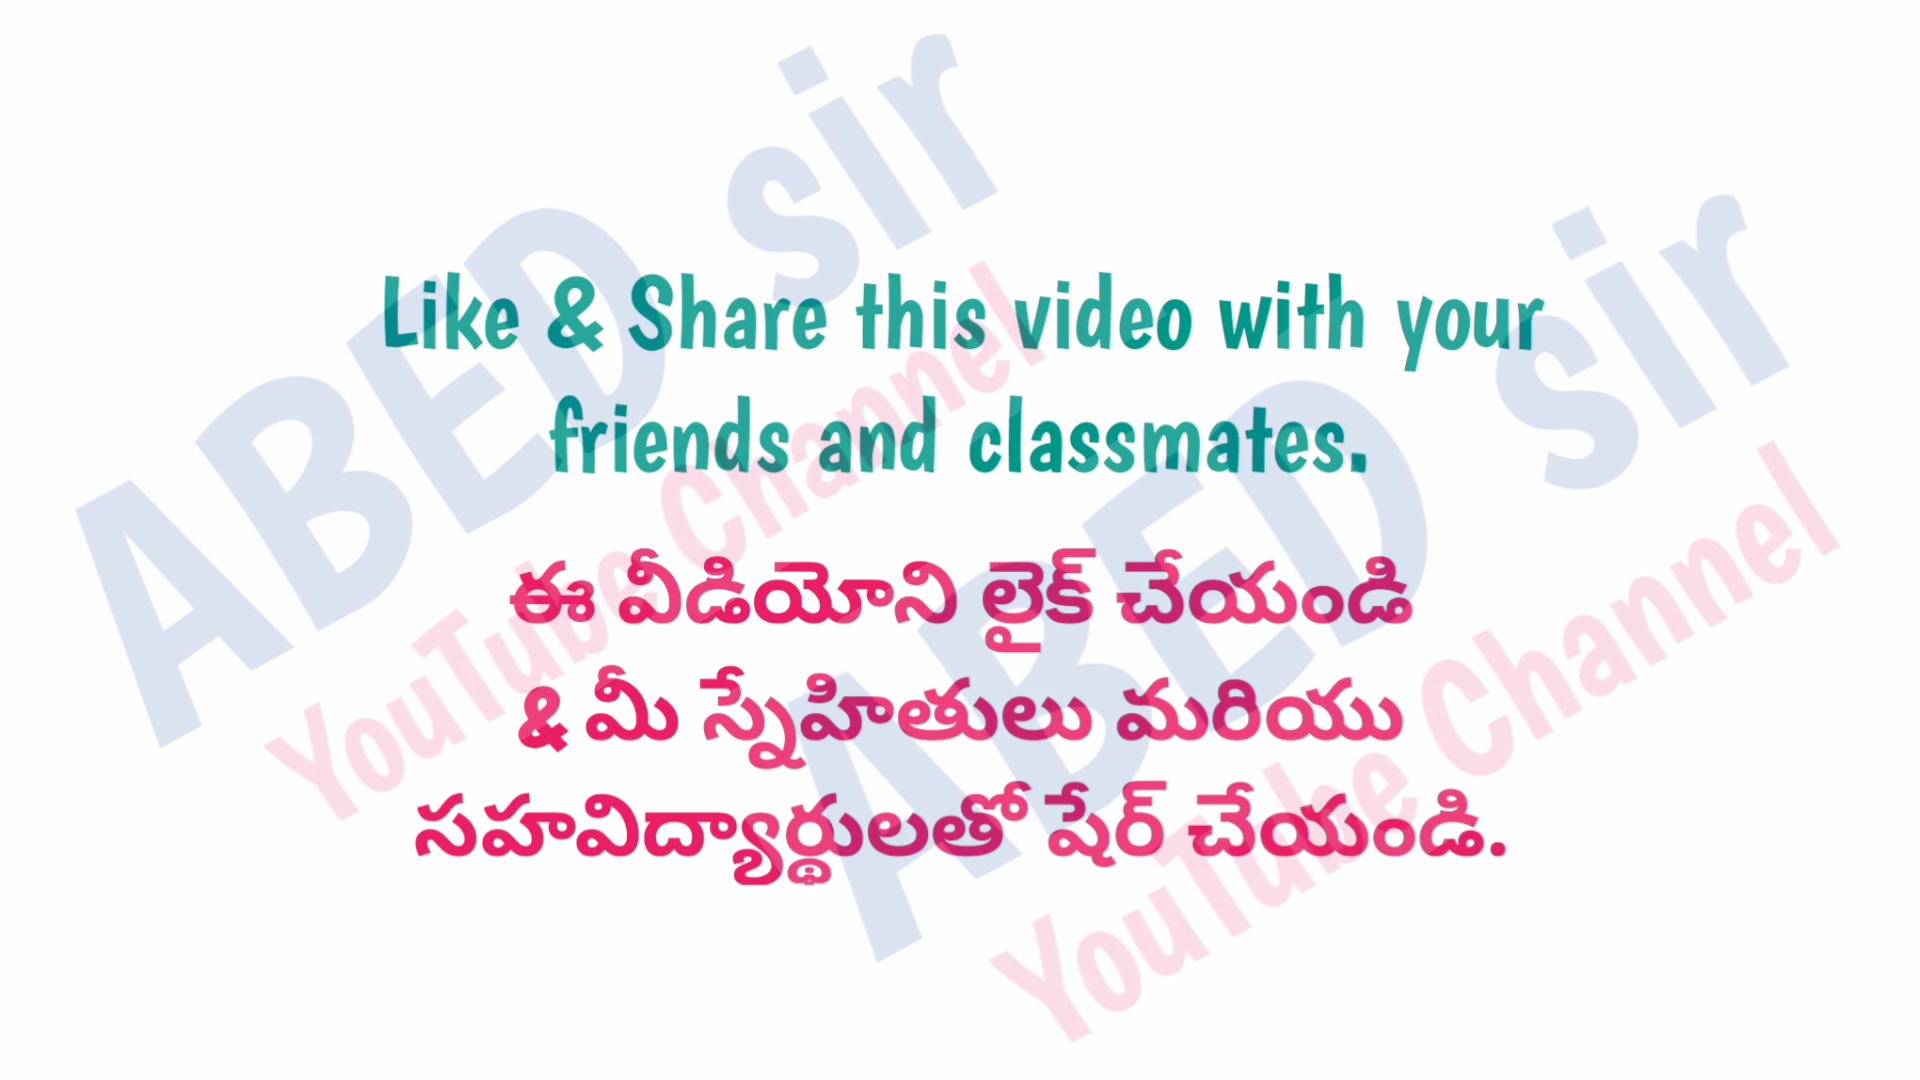 Like & Share this video with your
friends and classmates.
ఈ వీడియోని లైక్ చేయండి
& మీ స్నేహితులు మరియు
సహవిద్యార్థులతో షేర్ చేయండి.
ABED sir
YouTube Channel
ABED sir
YouTube Channel